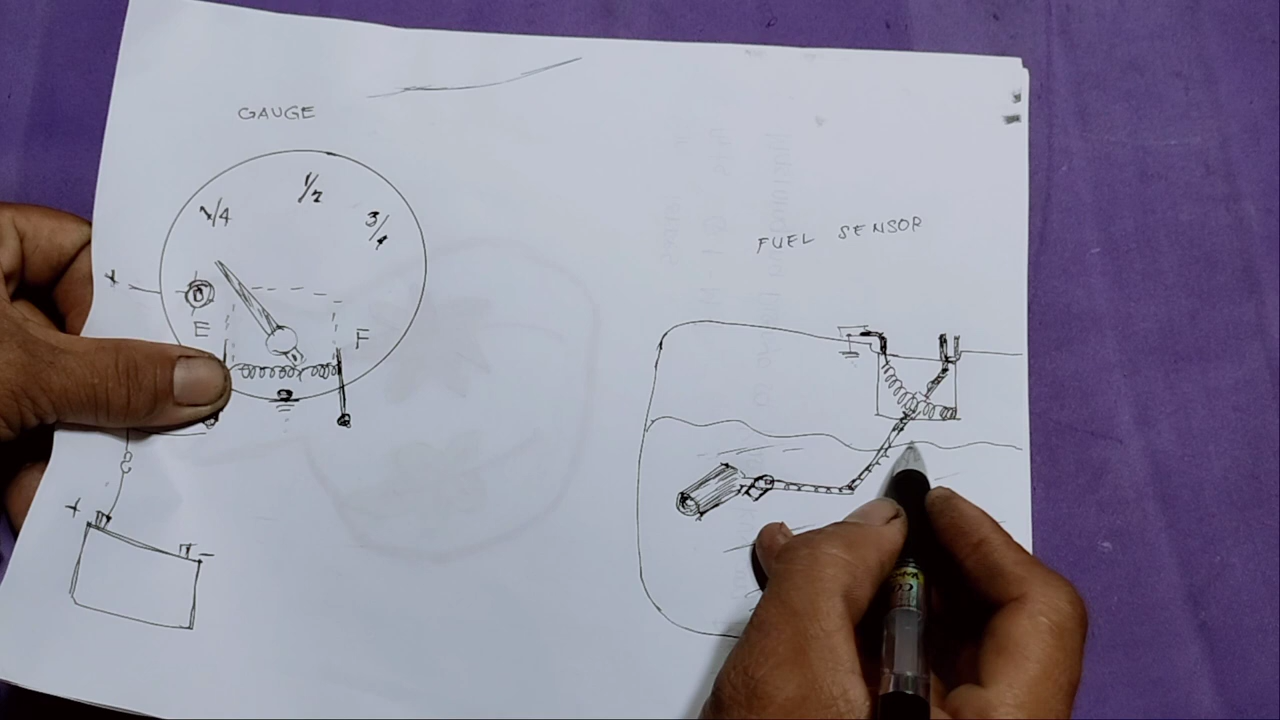 GAUGE
1/4
1/2
3/4
+
E
F
+
-
FUEL SENSOR